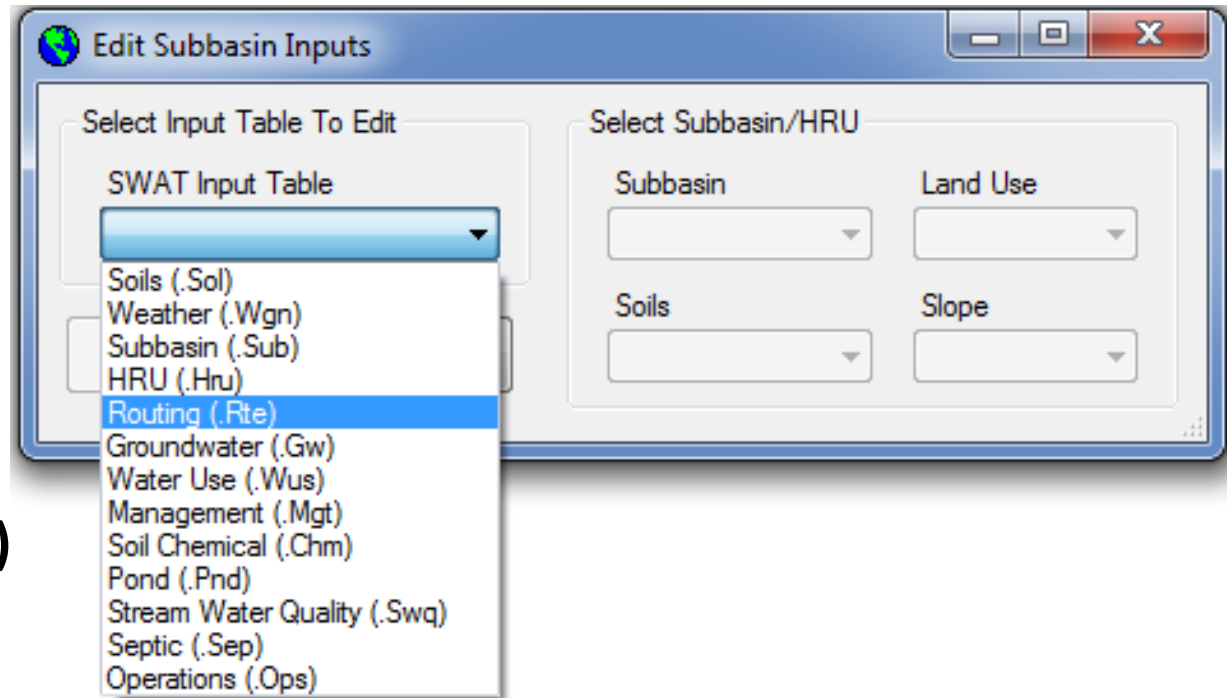 Edit Subbasin Inputs
Select Input Table To Edit
SWAT Input Table
Soils (.Sol)
Weather (.Wgn)
Subbasin (.Sub)
HRU (.Hru)
Routing (.Rte)
Groundwater (.Gw)
Water Use (.Wus)
Management (.Mgt)
Soil Chemical (.Chm)
Pond (.Pnd)
Stream Water Quality (.Swq)
Septic (.Sep)
Operations (.Ops)
Select Subbasin/HRU
Subbasin
Land Use
Soils
Slope
)